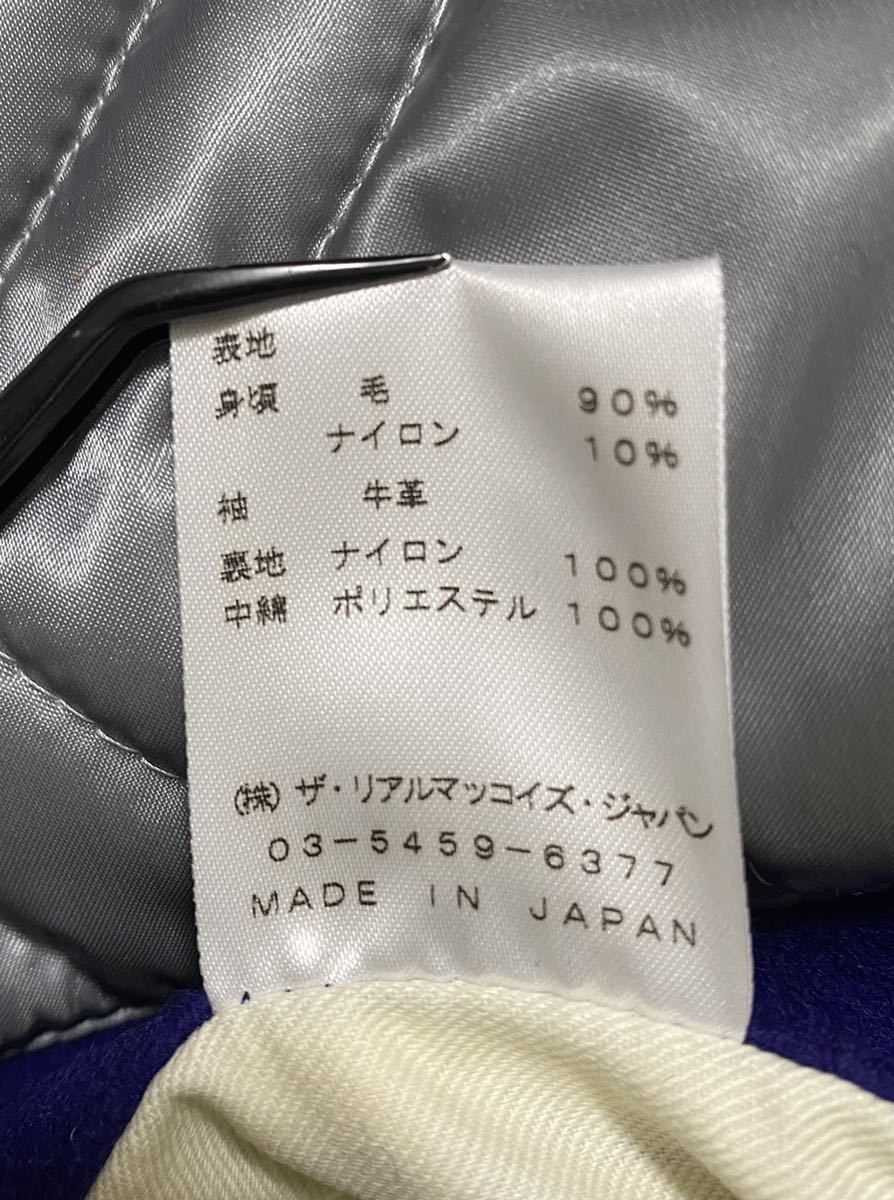 表地
身頃 毛 90%
ナイロン 10%
袖 牛革
裏地 ナイロン 100%
中綿 ポリエステル 100%
(株)ザ・リアルマッコイズ・ジャパン
03-5459-6377
MADE IN JAPAN